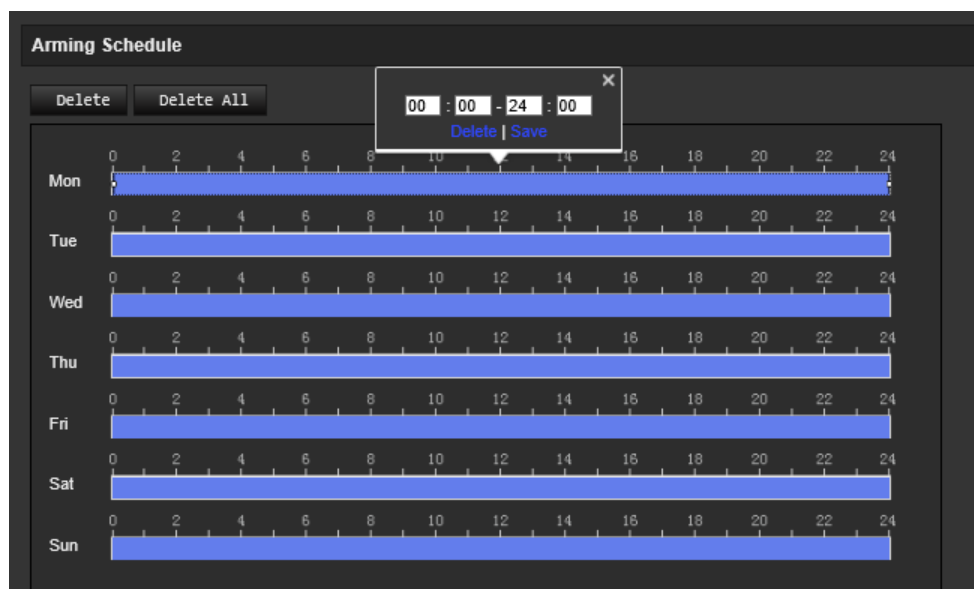 Arming Schedule
×
Delete Delete All
00 : 00 - 24 : 00
Delete | Save
0 2 4 6 8 10 12 14 16 18 20 22 24
Mon
0 2 4 6 8 10 12 14 16 18 20 22 24
Tue
0 2 4 6 8 10 12 14 16 18 20 22 24
Wed
0 2 4 6 8 10 12 14 16 18 20 22 24
Thu
0 2 4 6 8 10 12 14 16 18 20 22 24
Fri
0 2 4 6 8 10 12 14 16 18 20 22 24
Sat
0 2 4 6 8 10 12 14 16 18 20 22 24
Sun